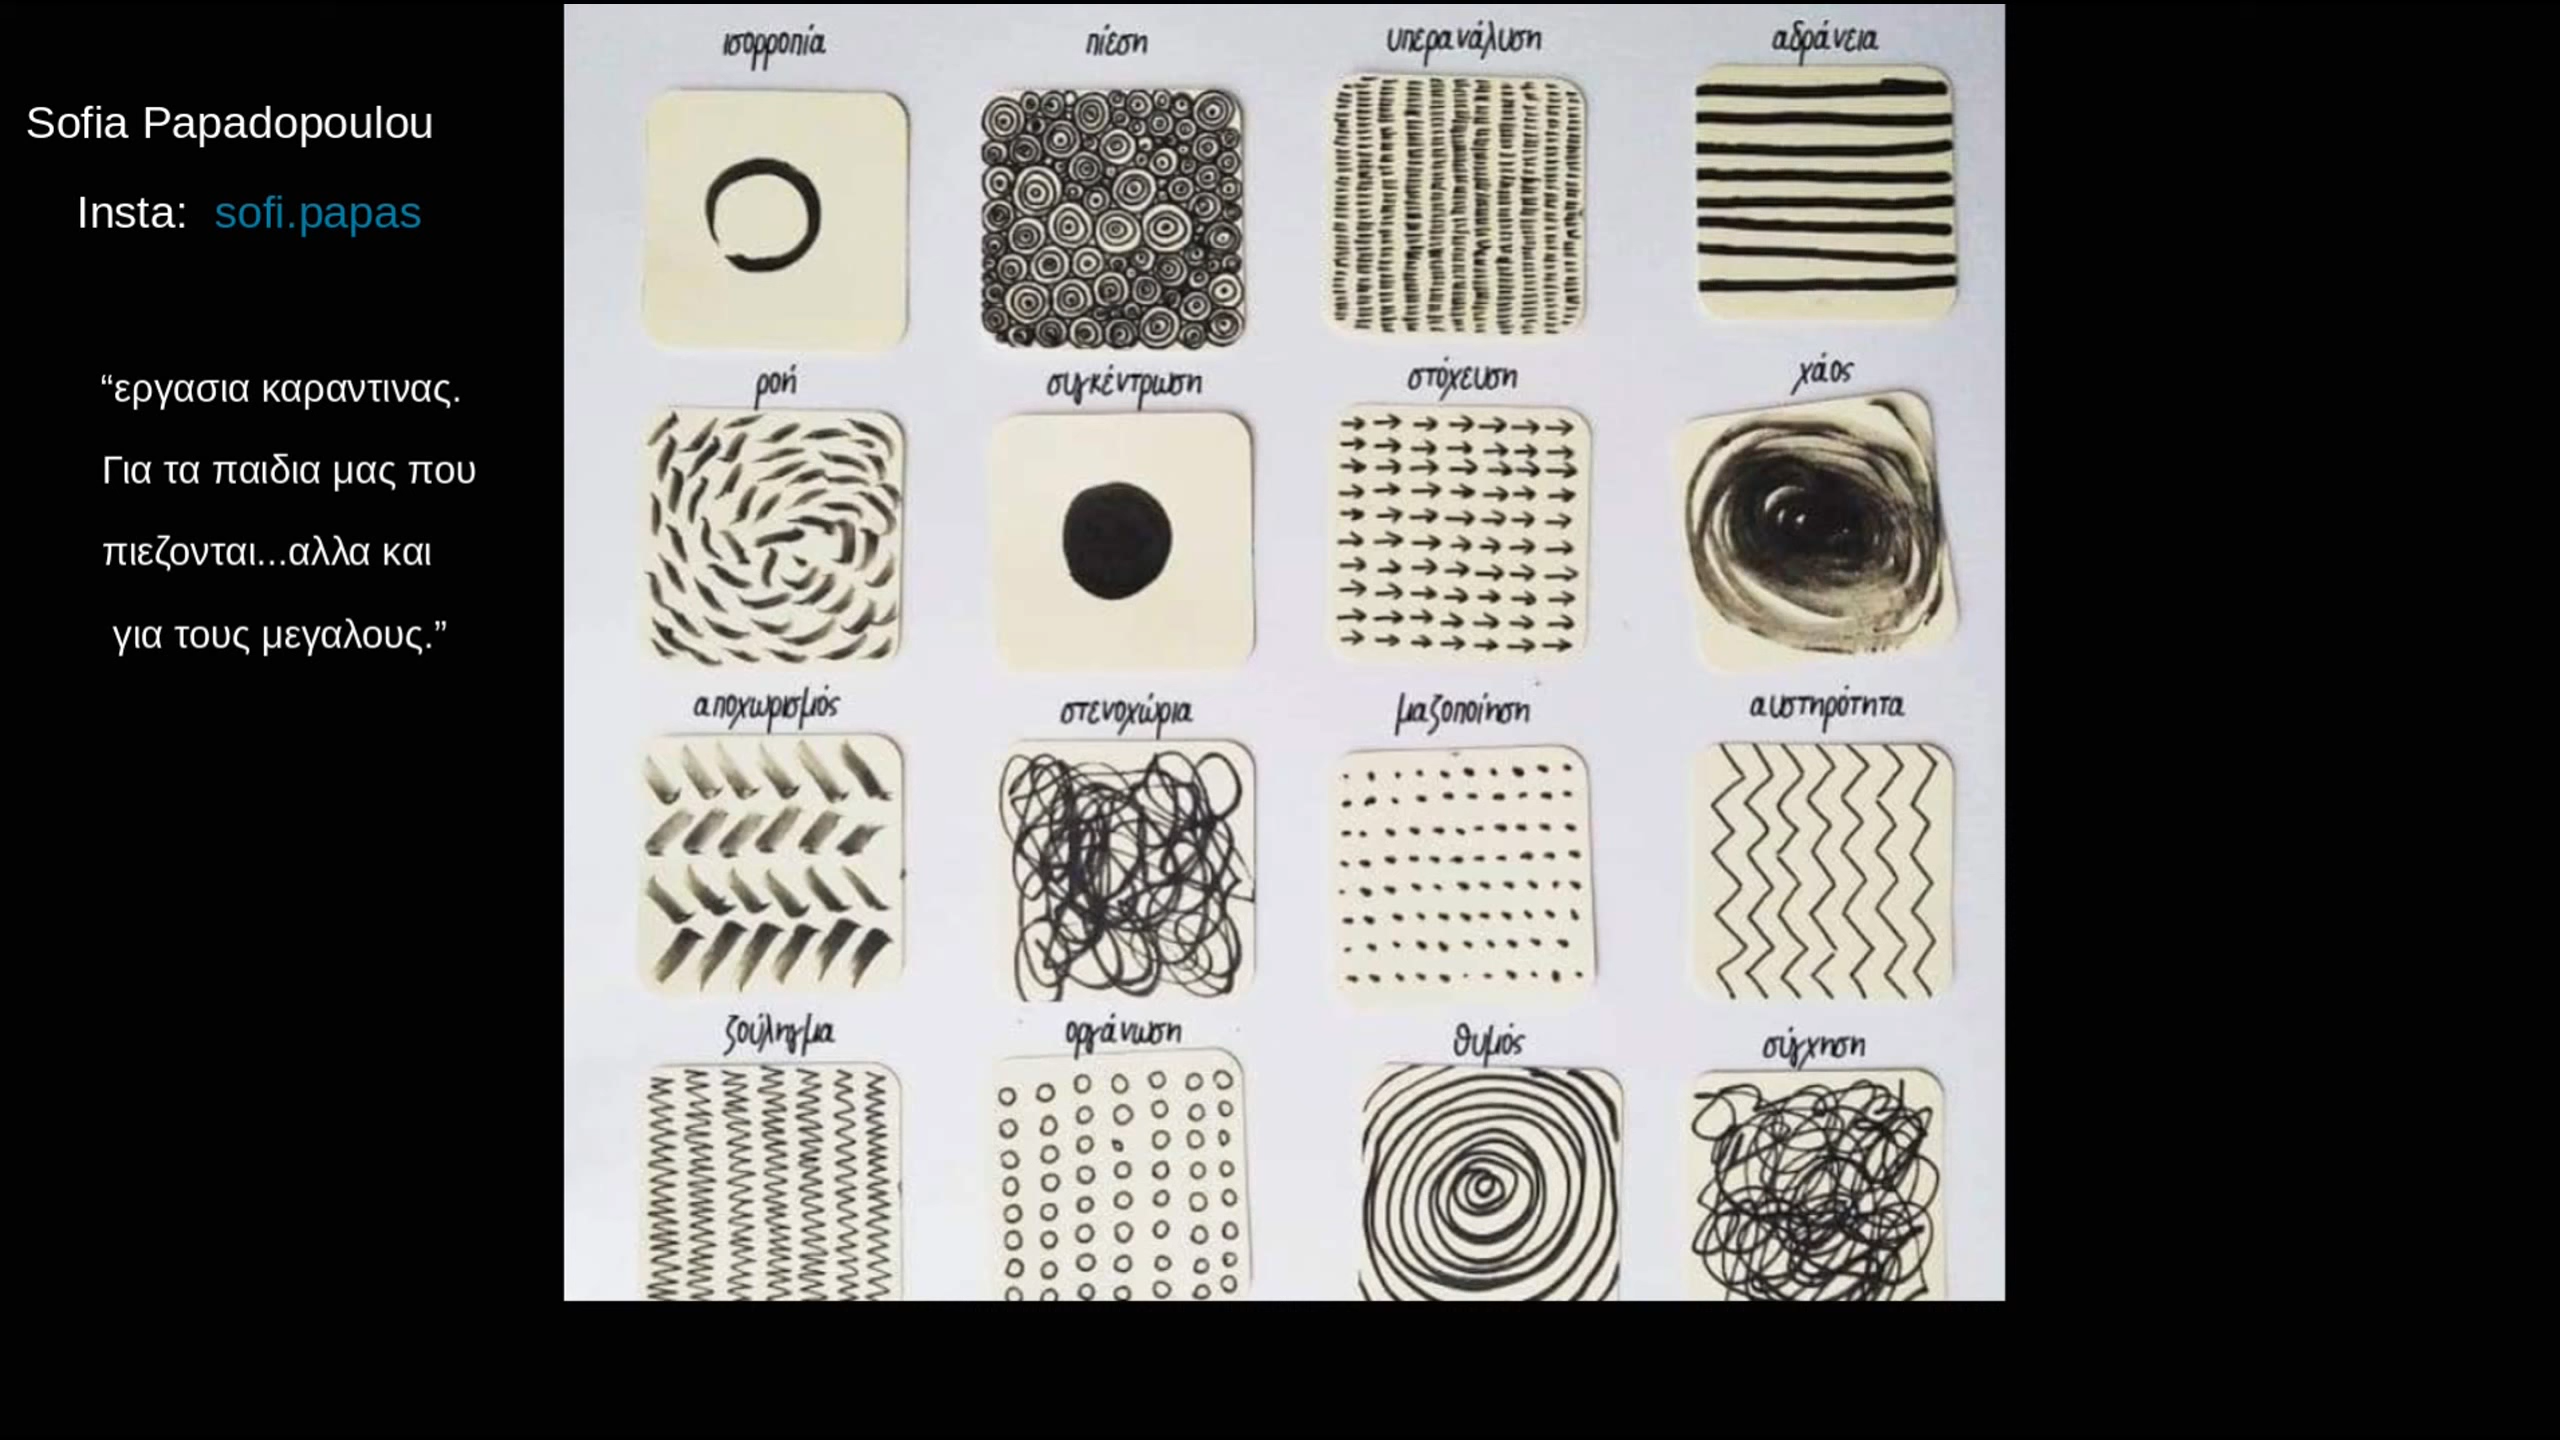 Sofia Papadopoulou
Insta: sofi.papas
“εργασια καραντινας.
Για τα παιδια μας που
πιεζονται...αλλα και
για τους μεγαλους.”
ισορροπία πίεση υπερανάλυση αδράνεια
ροή συγκέντρωση στόχευση χάος
αποχωρισμός στενοχώρια μαζοποίηση αυστηρότητα
ζούληγμα οργάνωση θυμός σύγχηση